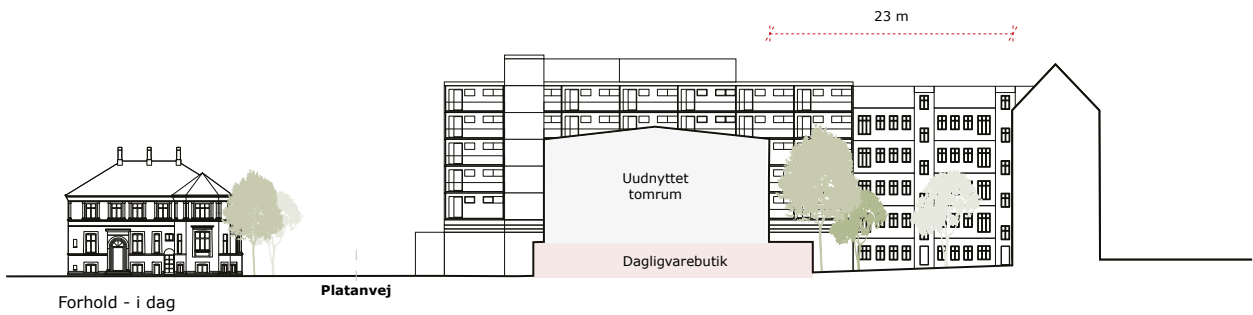 23 m
Uudnyttet
tomrum
Dagligvarebutik
Platanvej
Forhold - i dag